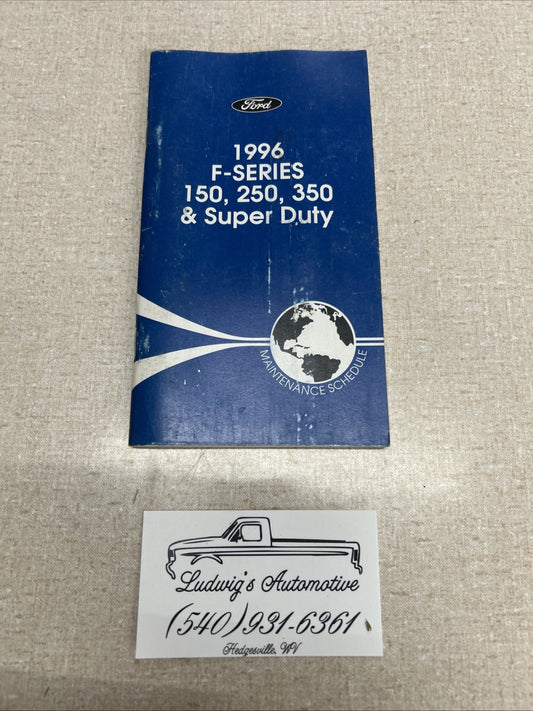 Ford
1996
F-SERIES
150, 250, 350
& Super Duty
MAINTENANCE SCHEDULE
Ludwig's Automotive
(540)931-6361
Hedgesville, WV